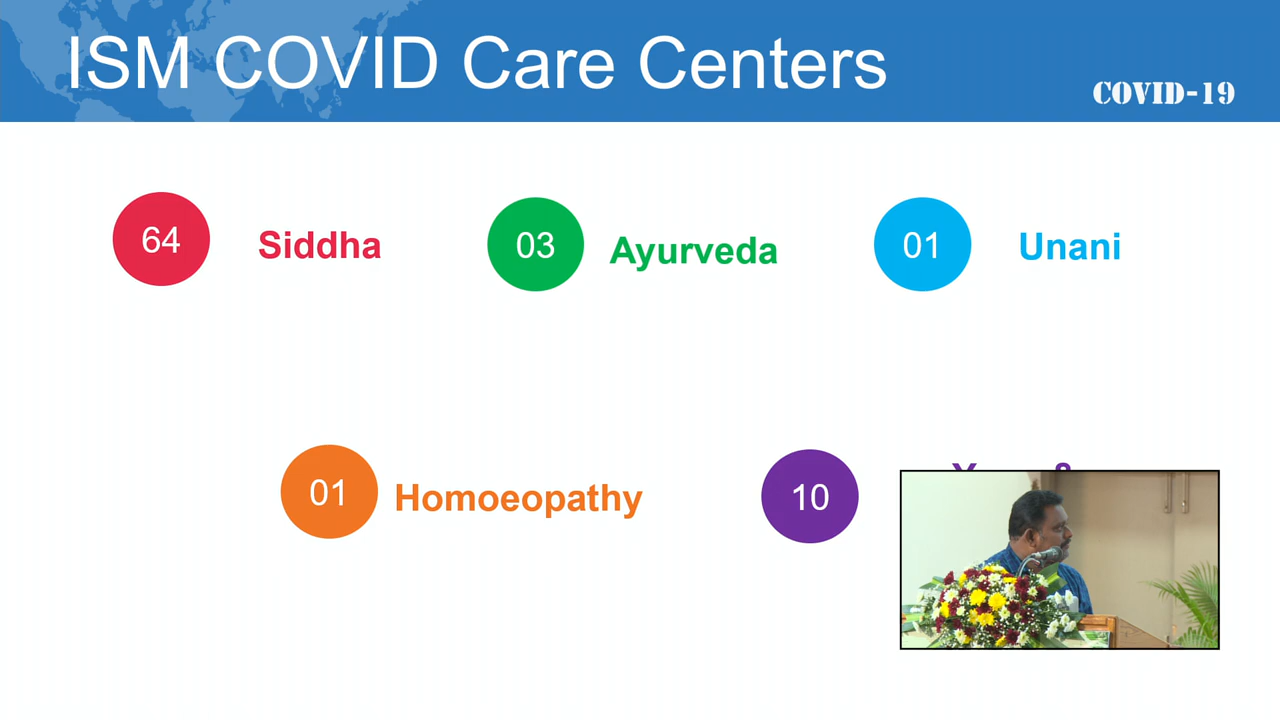 ISM COVID Care Centers
COVID-19
64 Siddha
03 Ayurveda
01 Unani
01 Homoeopathy
10